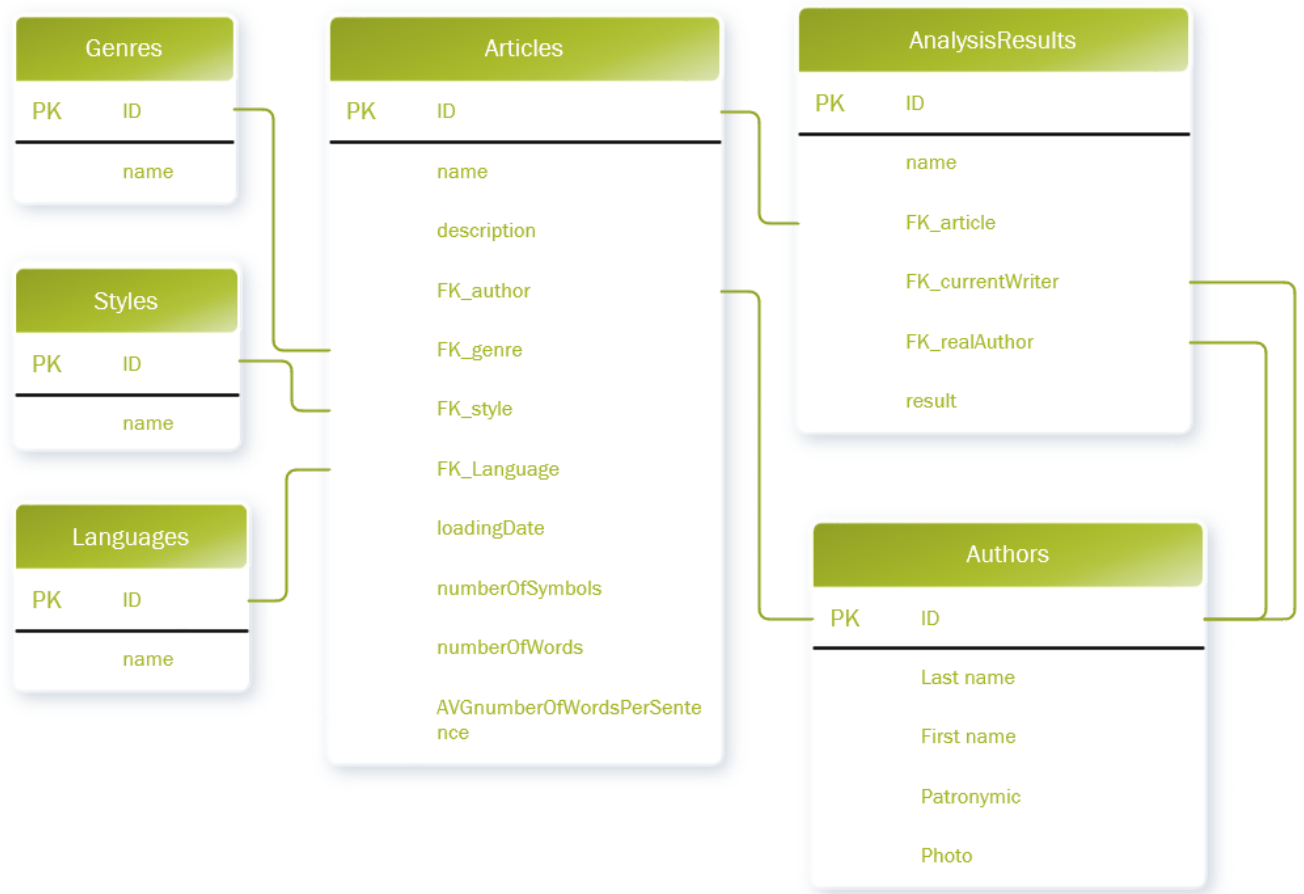 Genres
PK ID
name
Styles
PK ID
name
Languages
PK ID
name
Articles
PK ID
name
description
FK_author
FK_genre
FK_style
FK_Language
loadingDate
numberOfSymbols
numberOfWords
AVGnumberOfWordsPerSente
nce
AnalysisResults
PK ID
name
FK_article
FK_currentWriter
FK_realAuthor
result
Authors
PK ID
Last name
First name
Patronymic
Photo